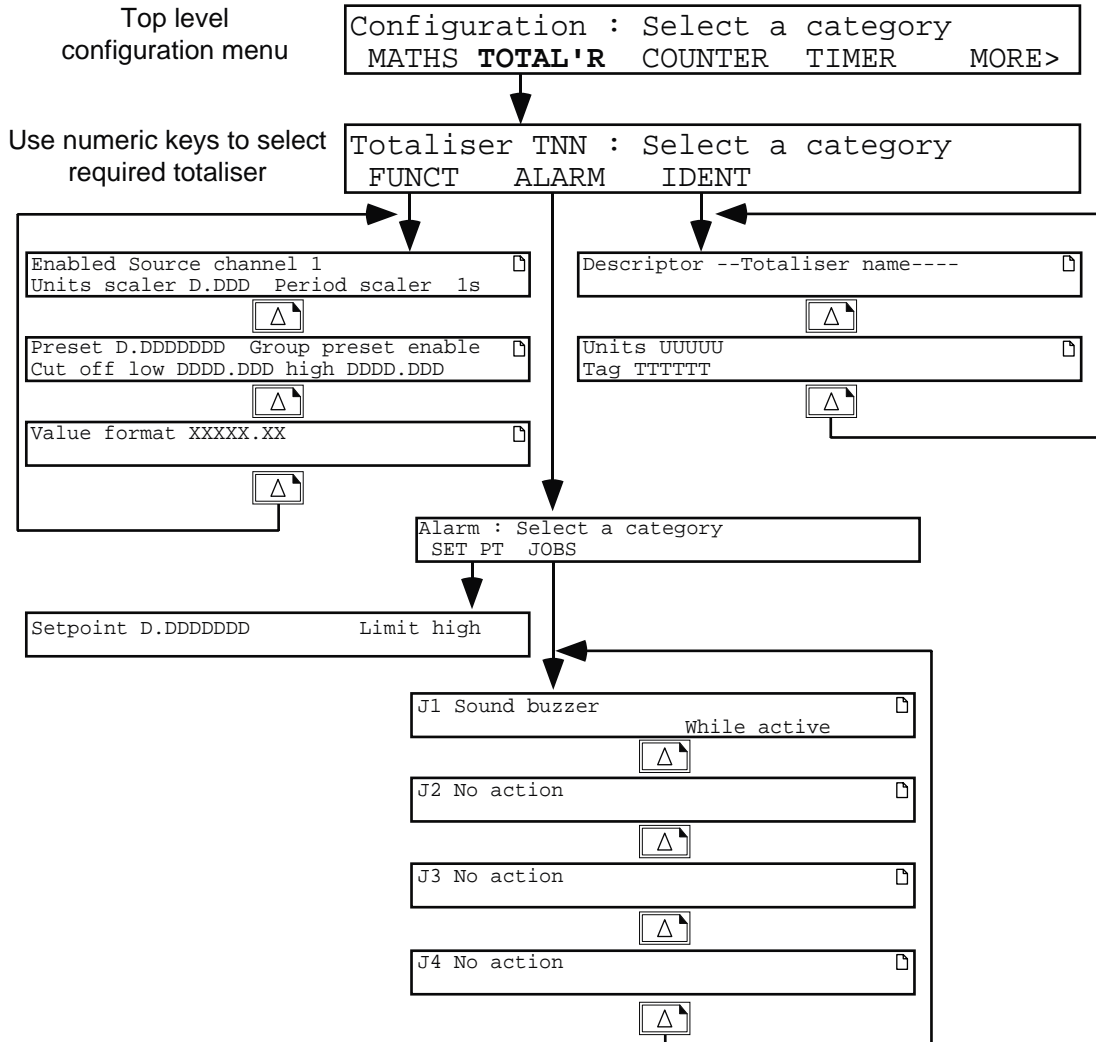 Top level
configuration menu
Configuration : Select a category
MATHS TOTAL'R COUNTER TIMER MORE>
Use numeric keys to select
required totaliser
Totaliser TNN : Select a category
FUNCT ALARM IDENT
Enabled Source channel 1
Units scaler D.DDD Period scaler 1s
Preset D.DDDDDDD Group preset enable
Cut off low DDDD.DDD high DDDD.DDD
Value format XXXXX.XX
Descriptor --Totaliser name----
Units UUUUU
Tag TTTTTT
Alarm : Select a category
SET PT JOBS
Setpoint D.DDDDDDD Limit high
J1 Sound buzzer
While active
J2 No action
J3 No action
J4 No action